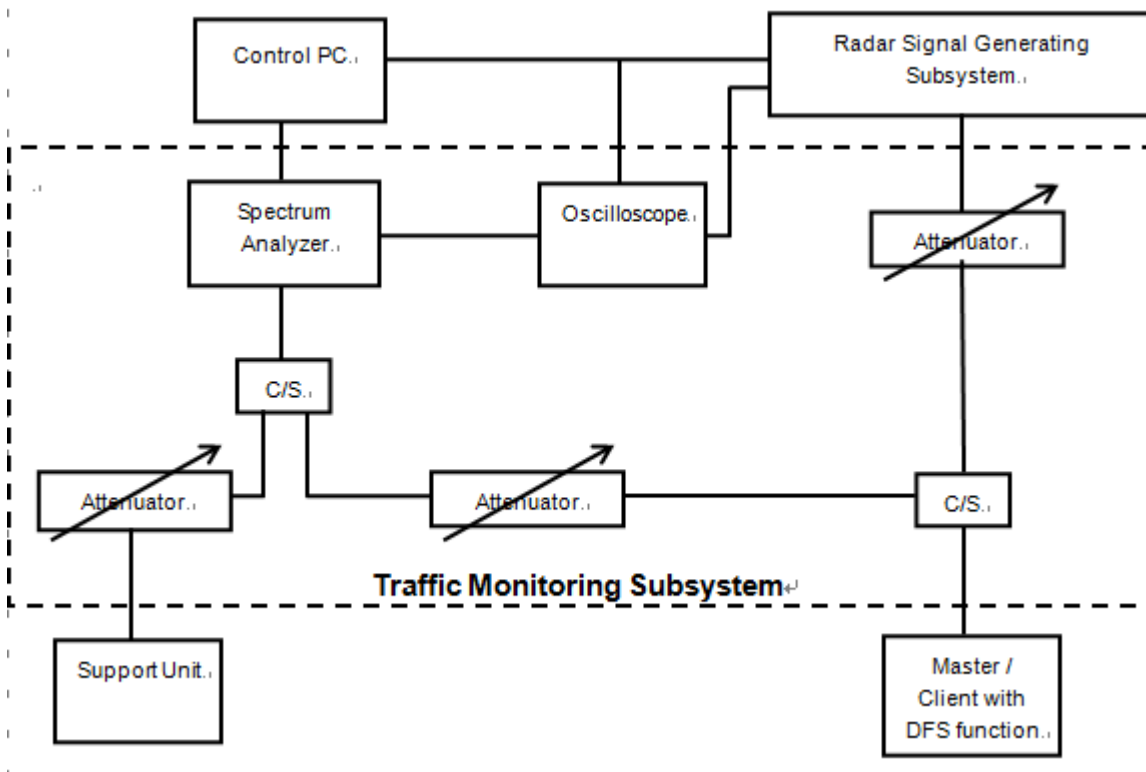 Control PC.
Radar Signal Generating
Subsystem.
Spectrum
Analyzer.
Oscilloscope.
Attenuator.
C/S.
Attenuator.
Attenuator.
C/S.
Traffic Monitoring Subsystem
Support Unit.
Master /
Client with
DFS function.